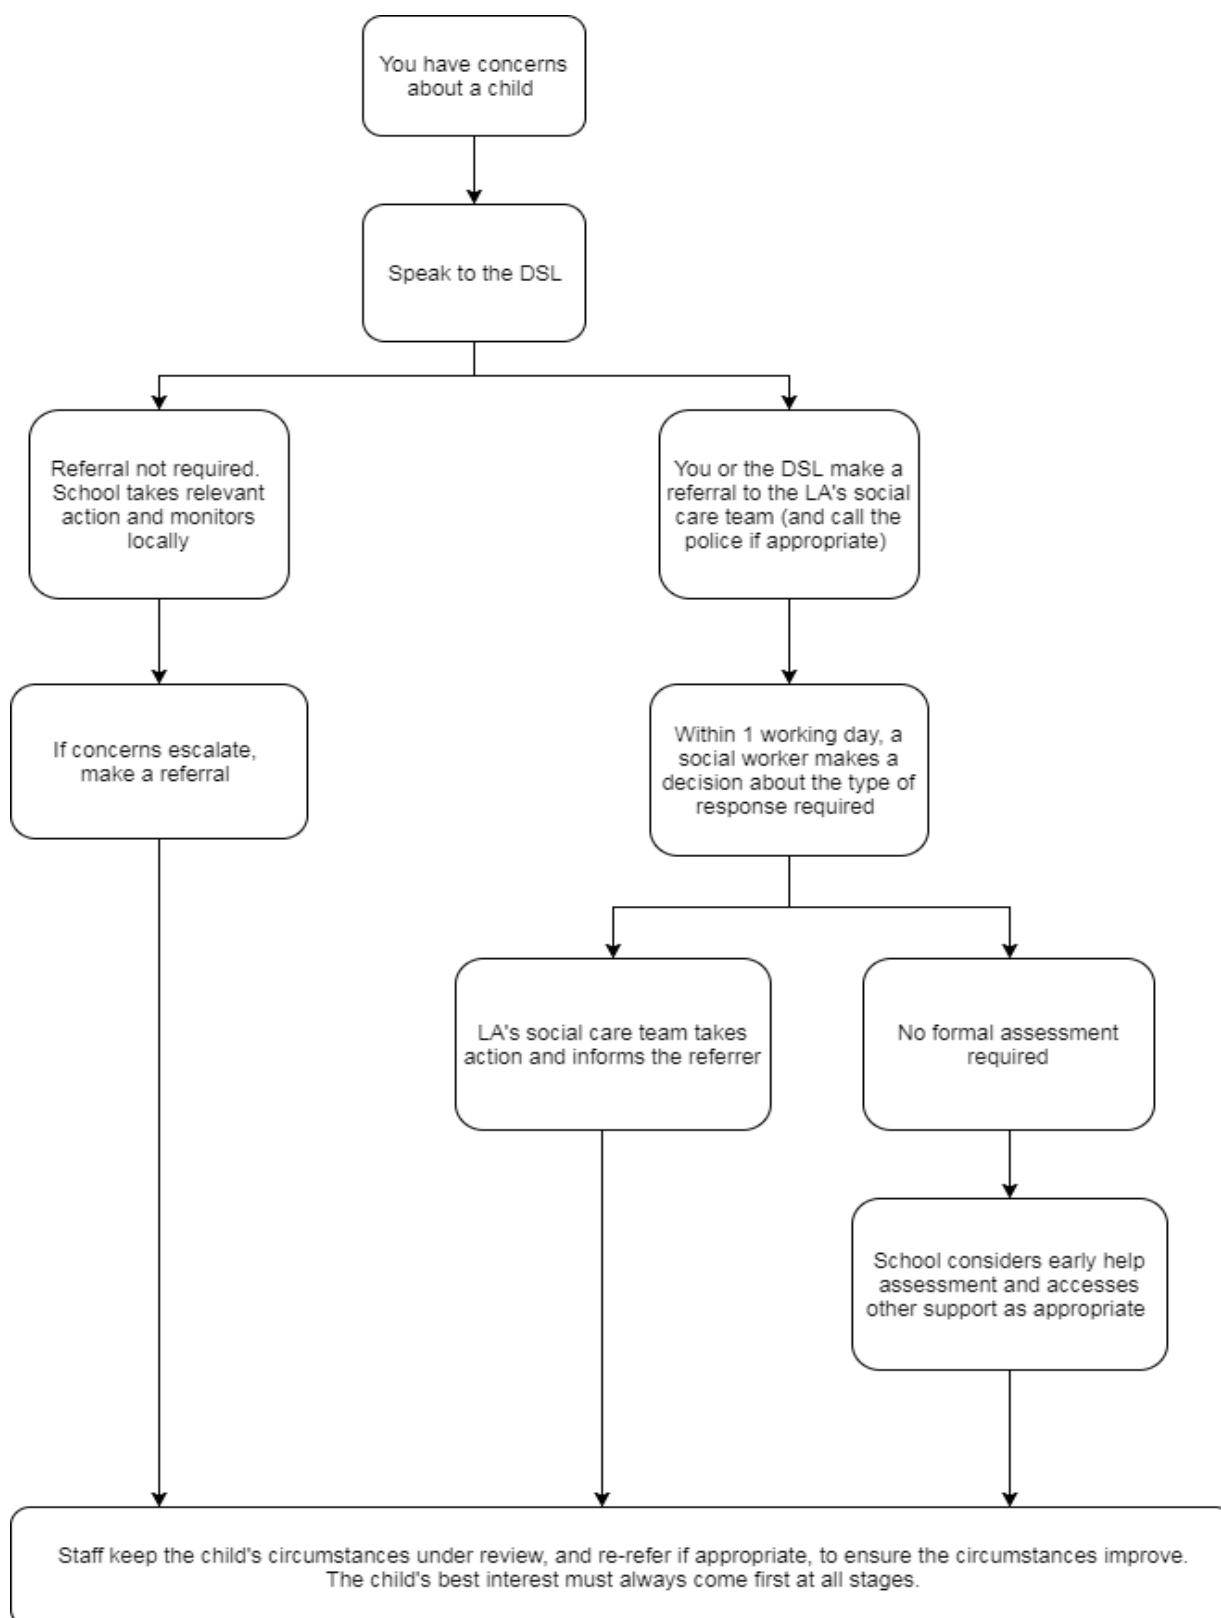 You have concerns
about a child
Speak to the DSL
Referral not required.
School takes relevant
action and monitors
locally
You or the DSL make a
referral to the LA's social
care team (and call the
police if appropriate)
If concerns escalate,
make a referral
Within 1 working day, a
social worker makes a
decision about the type of
response required
LA's social care team takes
action and informs the referrer
No formal assessment
required
School considers early help
assessment and accesses
other support as appropriate
Staff keep the child's circumstances under review, and re-refer if appropriate, to ensure the circumstances improve.
The child's best interest must always come first at all stages.